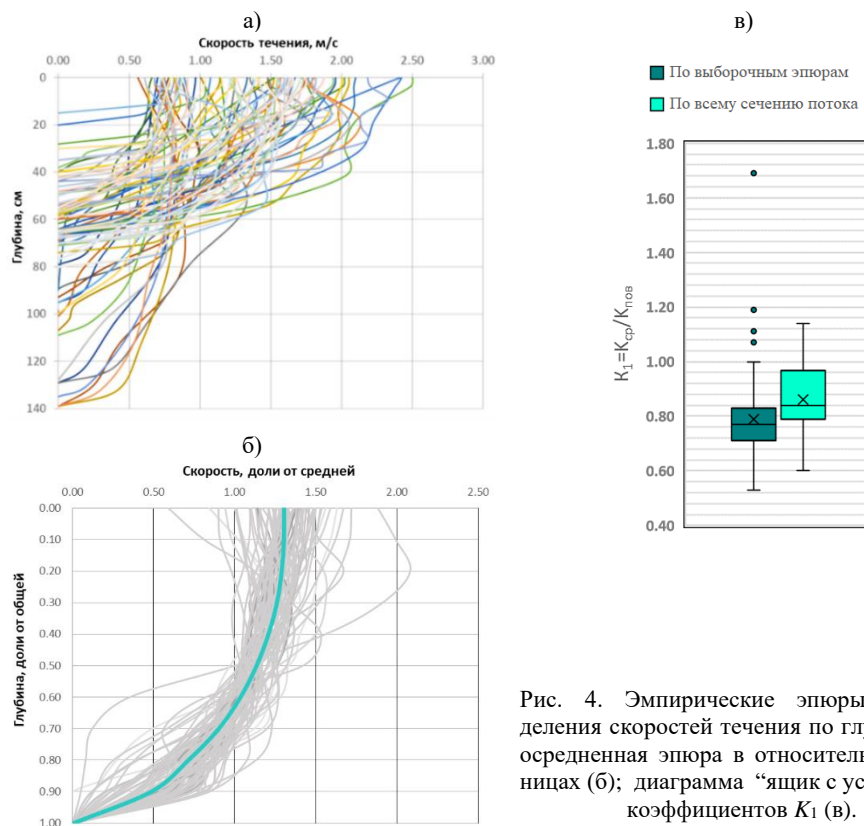 а)
Скорость течения, м/с
0.00 0.50 1.00 1.50 2.00 2.50 3.00
Глубина, см
0
20
40
60
80
100
120
140
б)
Скорость, доли от средней
0.00 0.50 1.00 1.50 2.00 2.50
Глубина, доли от общей
0.00
0.10
0.20
0.30
0.40
0.50
0.60
0.70
0.80
0.90
1.00
в)
По выборочным эпюрам
По всему сечению потока
K₁=Kср/Kпов
1.80
1.60
1.40
1.20
1.00
0.80
0.60
0.40
Рис. 4. Эмпирические эпюры
деления скоростей течения по глу
осредненная эпюра в относитель
ницах (б); диаграмма “ящик с ус
коэффициентов K₁ (в).